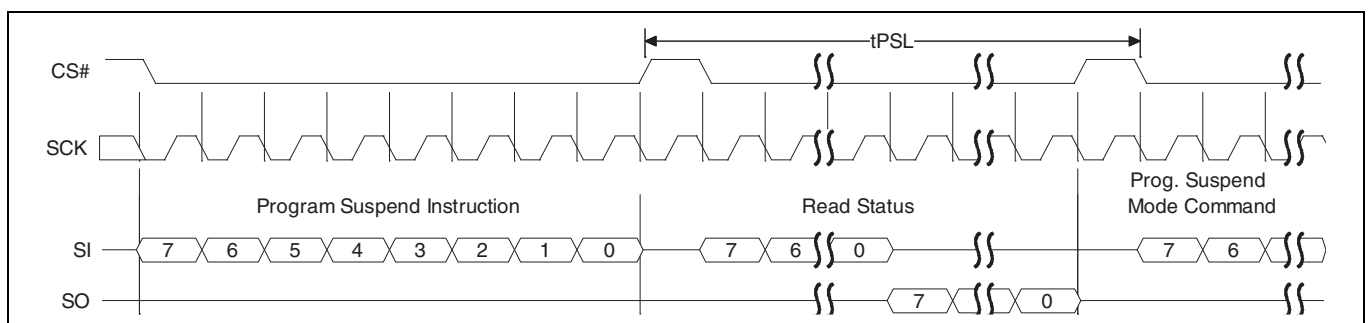 tPSL
CS#
SCK
Prog. Suspend
Program Suspend Instruction Read Status Mode Command
SI 7 6 5 4 3 2 1 0 7 6 0 7 6
SO 7 0